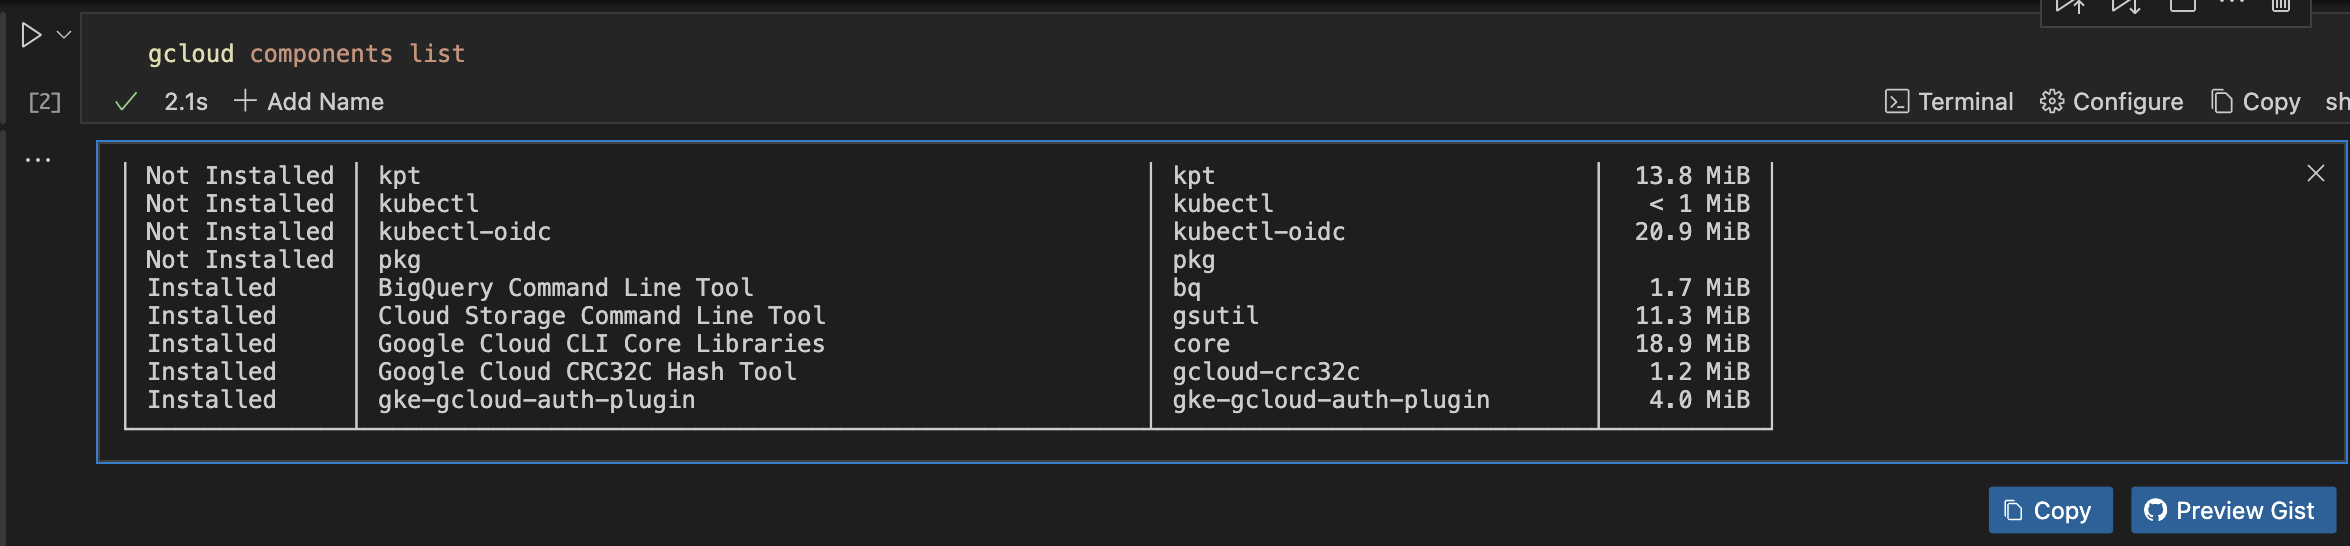 gcloud components list
[2] 2.1s Add Name Terminal Configure Copy sh
Not Installed kpt kpt 13.8 MiB
Not Installed kubectl kubectl < 1 MiB
Not Installed kubectl-oidc kubectl-oidc 20.9 MiB
Not Installed pkg pkg
Installed BigQuery Command Line Tool bq 1.7 MiB
Installed Cloud Storage Command Line Tool gsutil 11.3 MiB
Installed Google Cloud CLI Core Libraries core 18.9 MiB
Installed Google Cloud CRC32C Hash Tool gcloud-crc32c 1.2 MiB
Installed gke-gcloud-auth-plugin gke-gcloud-auth-plugin 4.0 MiB
Copy Preview Gist